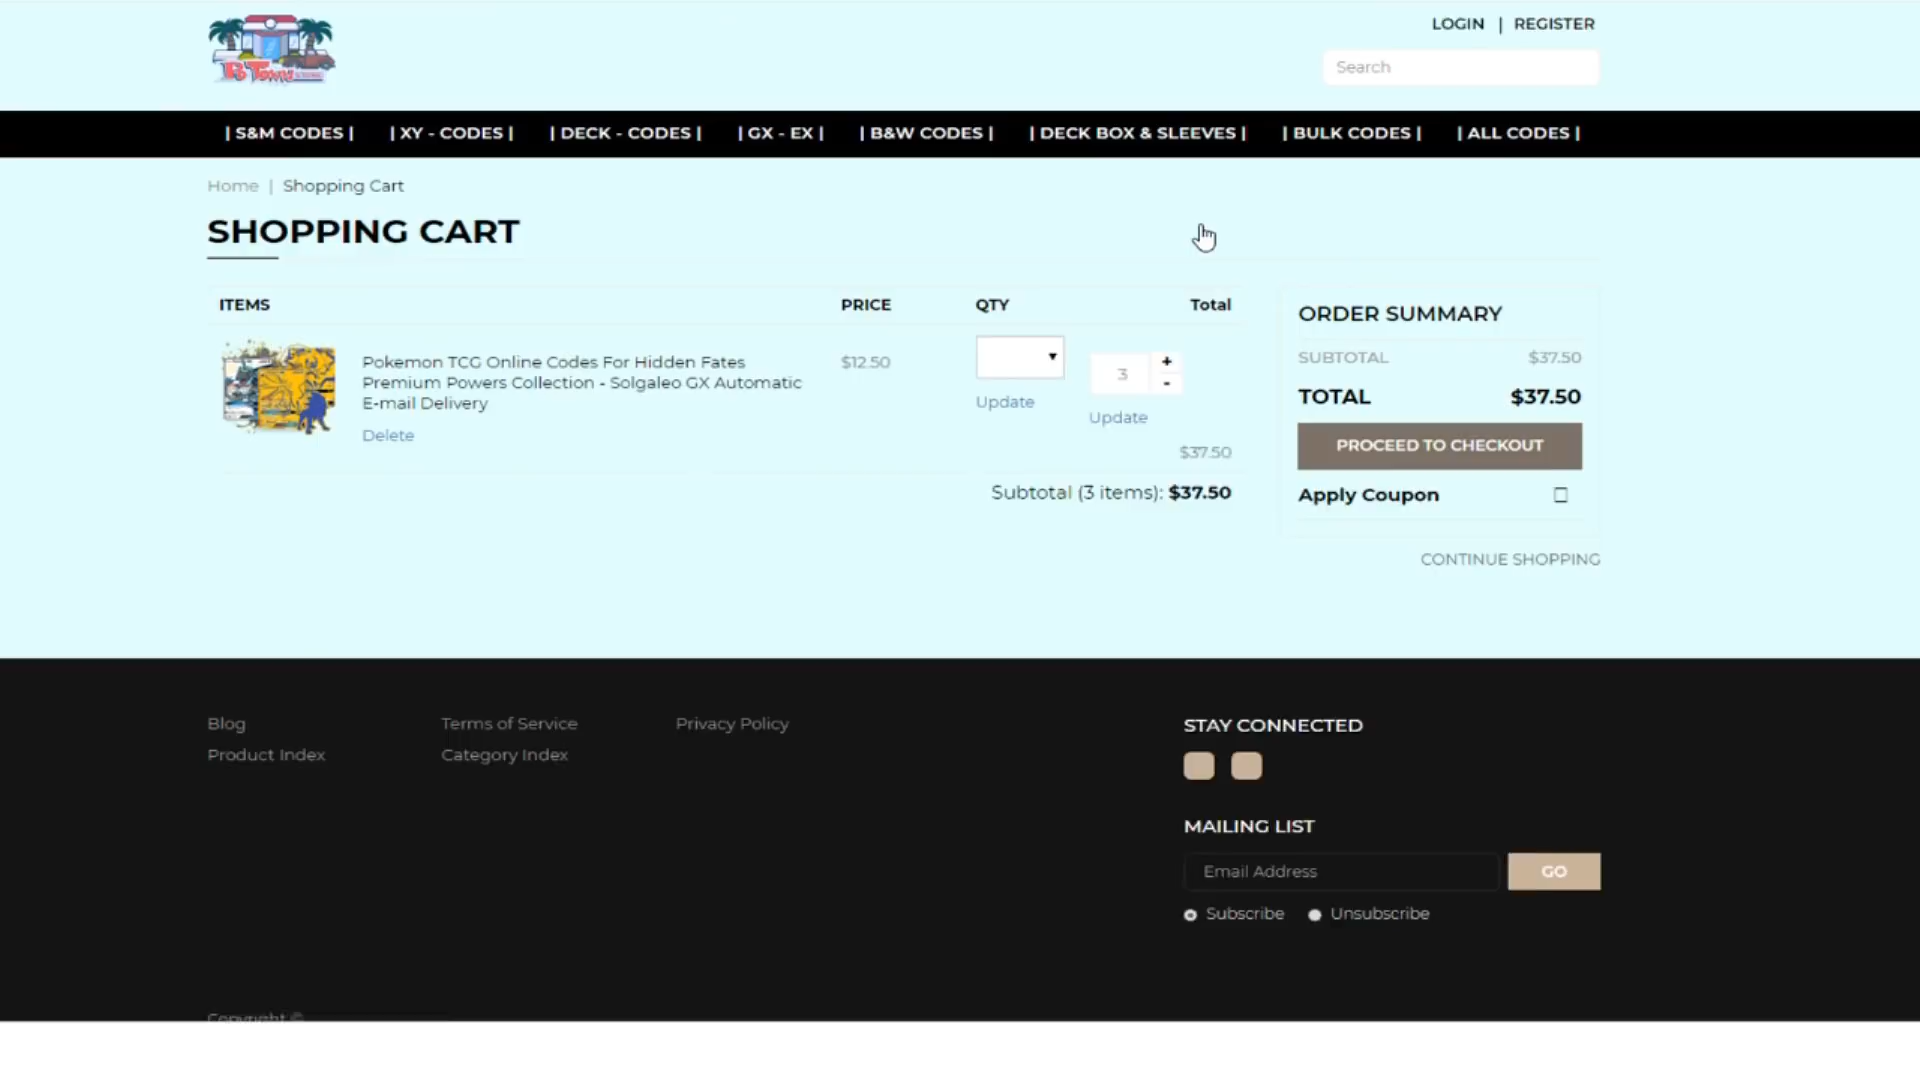 LOGIN | REGISTER
Po Town
Search
| S&M CODES | | XY - CODES | | DECK - CODES | | GX - EX | | B&W CODES | | DECK BOX & SLEEVES | | BULK CODES | | ALL CODES |
Home | Shopping Cart
SHOPPING CART
ITEMS PRICE QTY Total
Pokemon TCG Online Codes For Hidden Fates
Premium Powers Collection - Solgaleo GX Automatic
E-mail Delivery
Delete
$12.50
Update
3
+
-
Update
$37.50
Subtotal (3 items): $37.50
ORDER SUMMARY
SUBTOTAL $37.50
TOTAL $37.50
PROCEED TO CHECKOUT
Apply Coupon
CONTINUE SHOPPING
Blog Terms of Service Privacy Policy
Product Index Category Index
STAY CONNECTED
MAILING LIST
Email Address GO
Subscribe Unsubscribe
Copyright ©